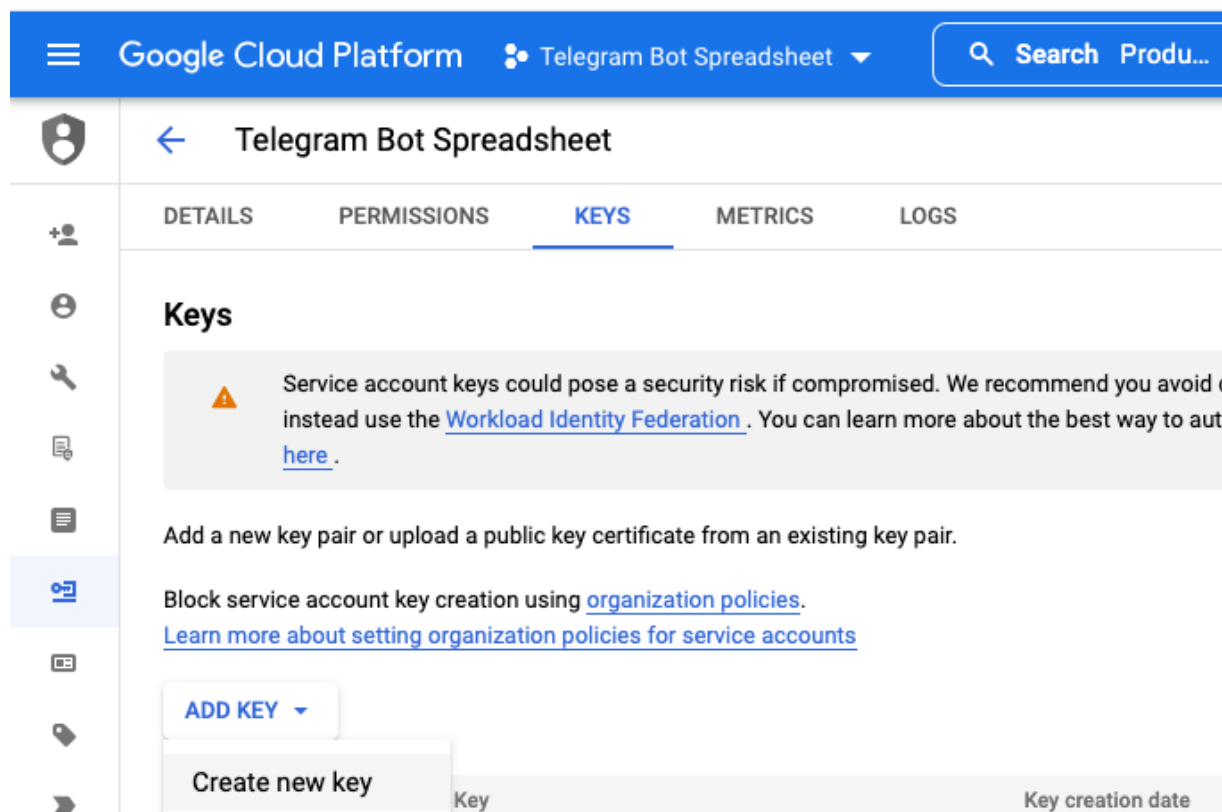 Google Cloud Platform Telegram Bot Spreadsheet Search Produ...
Telegram Bot Spreadsheet
DETAILS PERMISSIONS KEYS METRICS LOGS
Keys
Service account keys could pose a security risk if compromised. We recommend you avoid
instead use the Workload Identity Federation . You can learn more about the best way to aut
here .
Add a new key pair or upload a public key certificate from an existing key pair.
Block service account key creation using organization policies.
Learn more about setting organization policies for service accounts
ADD KEY
Create new key
Key Key creation date